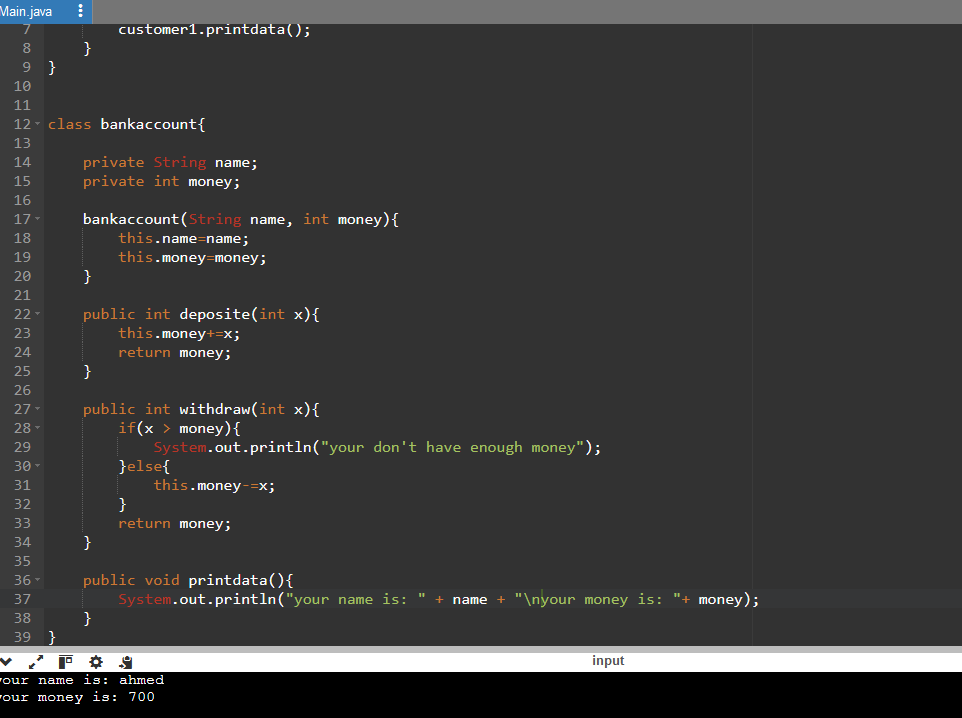 Main.java
7 customer1.printdata();
8 }
9 }
10
11
12 class bankaccount{
13
14 private String name;
15 private int money;
16
17 bankaccount(String name, int money){
18 this.name=name;
19 this.money=money;
20 }
21
22 public int deposite(int x){
23 this.money+=x;
24 return money;
25 }
26
27 public int withdraw(int x){
28 if(x > money){
29 System.out.println("your don't have enough money");
30 }else{
31 this.money-=x;
32 }
33 return money;
34 }
35
36 public void printdata(){
37 System.out.println("your name is: " + name + "\nyour money is: "+ money);
38 }
39 }
input
your name is: ahmed
your money is: 700